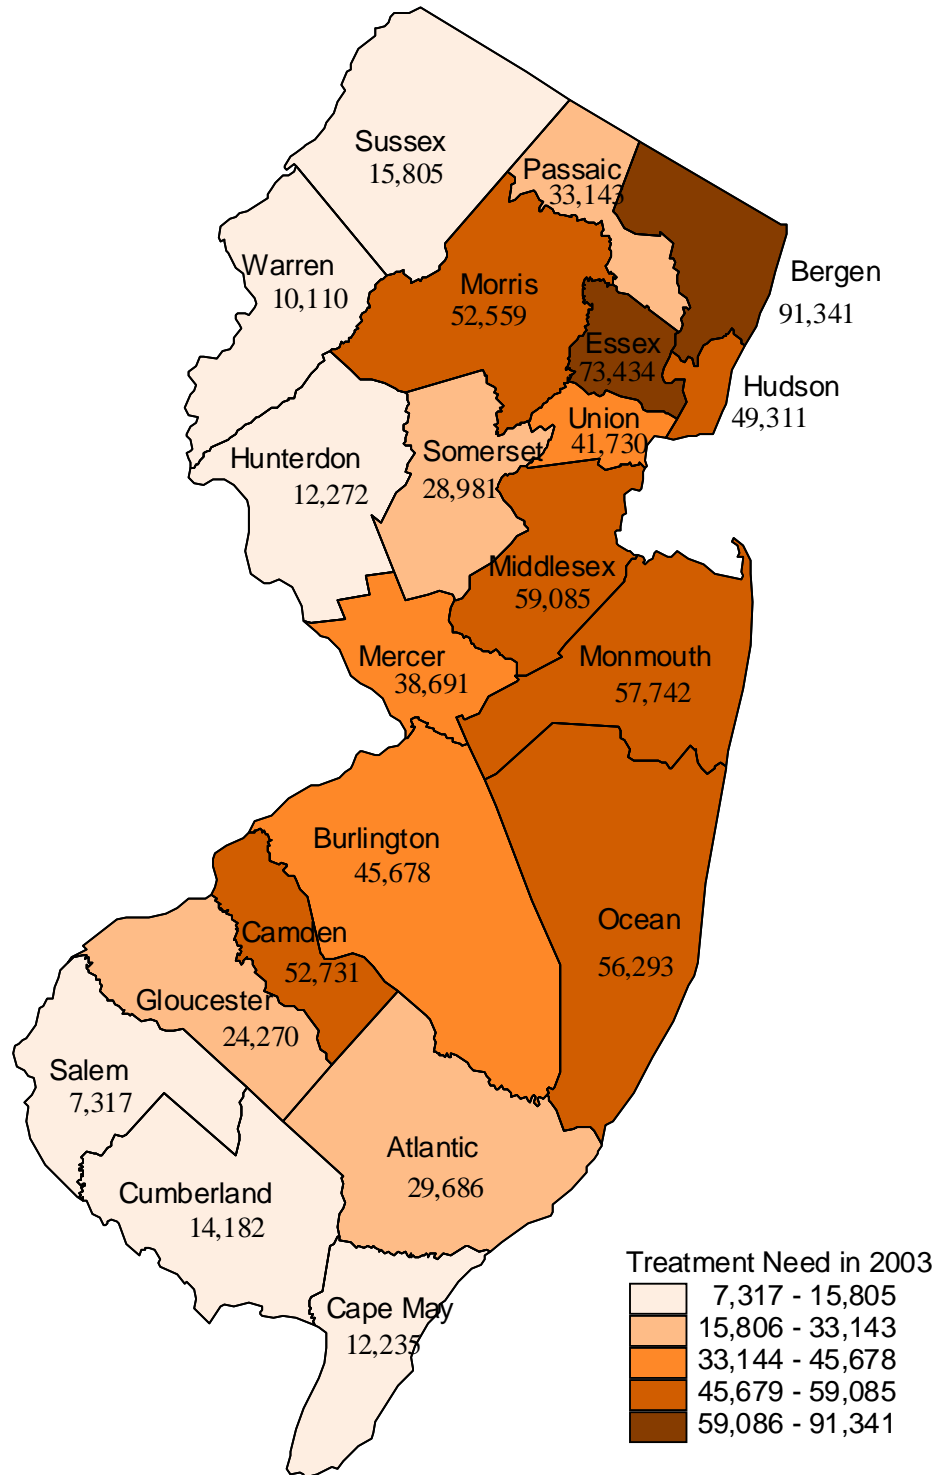 Sussex
15,805
Passaic
33,143
Warren
10,110
Morris
52,559
Bergen
91,341
Essex
73,434
Hudson
49,311
Union
41,730
Hunterdon
12,272
Somerset
28,981
Middlesex
59,085
Mercer
38,691
Monmouth
57,742
Burlington
45,678
Ocean
56,293
Camden
52,731
Gloucester
24,270
Salem
7,317
Atlantic
29,686
Cumberland
14,182
Cape May
12,235
Treatment Need in 2003
7,317 - 15,805
15,806 - 33,143
33,144 - 45,678
45,679 - 59,085
59,086 - 91,341